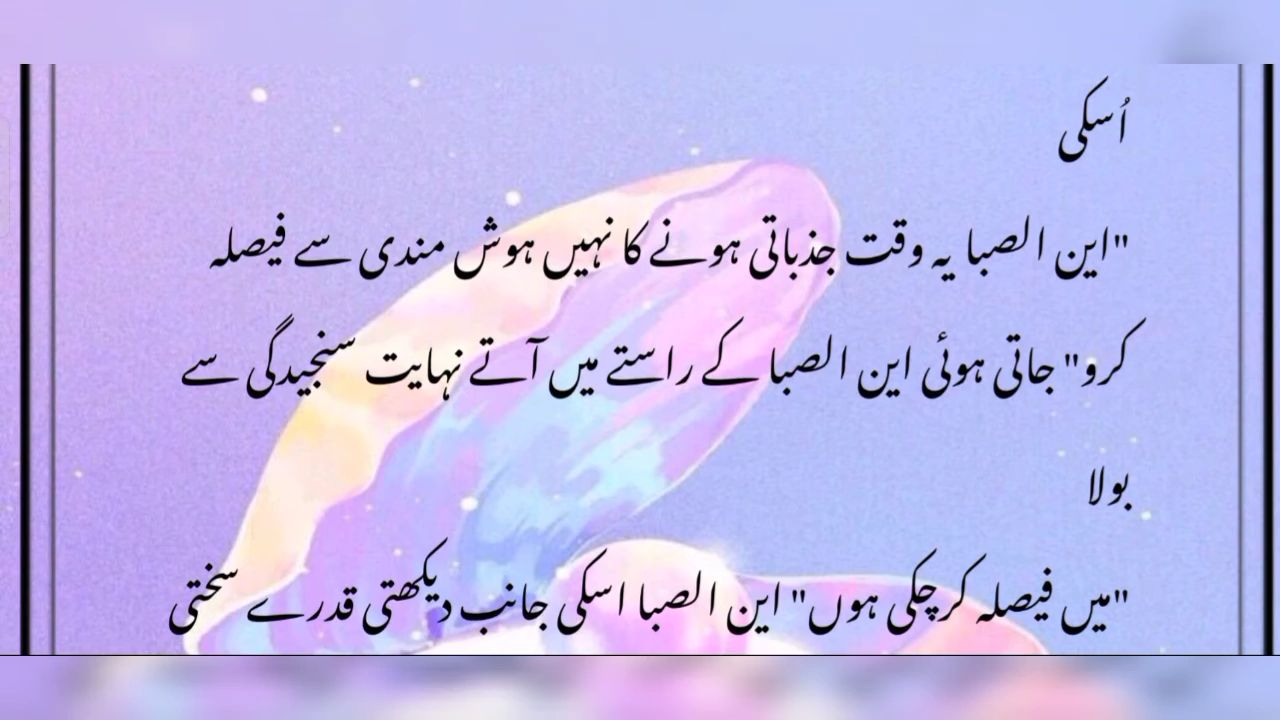 اُسکی
"این الصبا یہ وقت جذباتی ہونے کا نہیں ہوش مندی سے فیصلہ
کرو" جاتی ہوئی این الصبا کے راستے میں آتے نہایت سنجیدگی سے
بولا
"میں فیصلہ کرچکی ہوں" این الصبا اسکی جانب دیکھتی قدرے سختی